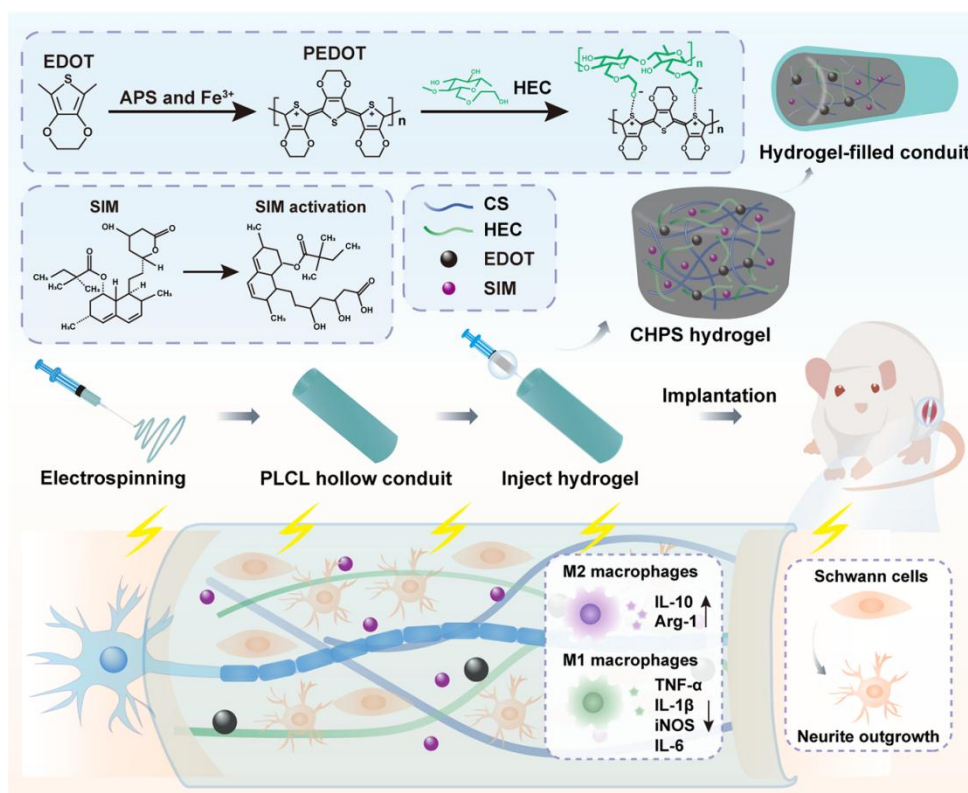 EDOT
APS and Fe³⁺
PEDOT
HEC
Hydrogel-filled conduit
SIM
SIM activation
CS
HEC
EDOT
SIM
CHPS hydrogel
Electrospinning
PLCL hollow conduit
Inject hydrogel
Implantation
M2 macrophages
IL-10
Arg-1
M1 macrophages
TNF-α
IL-1β
iNOS
IL-6
Schwann cells
Neurite outgrowth